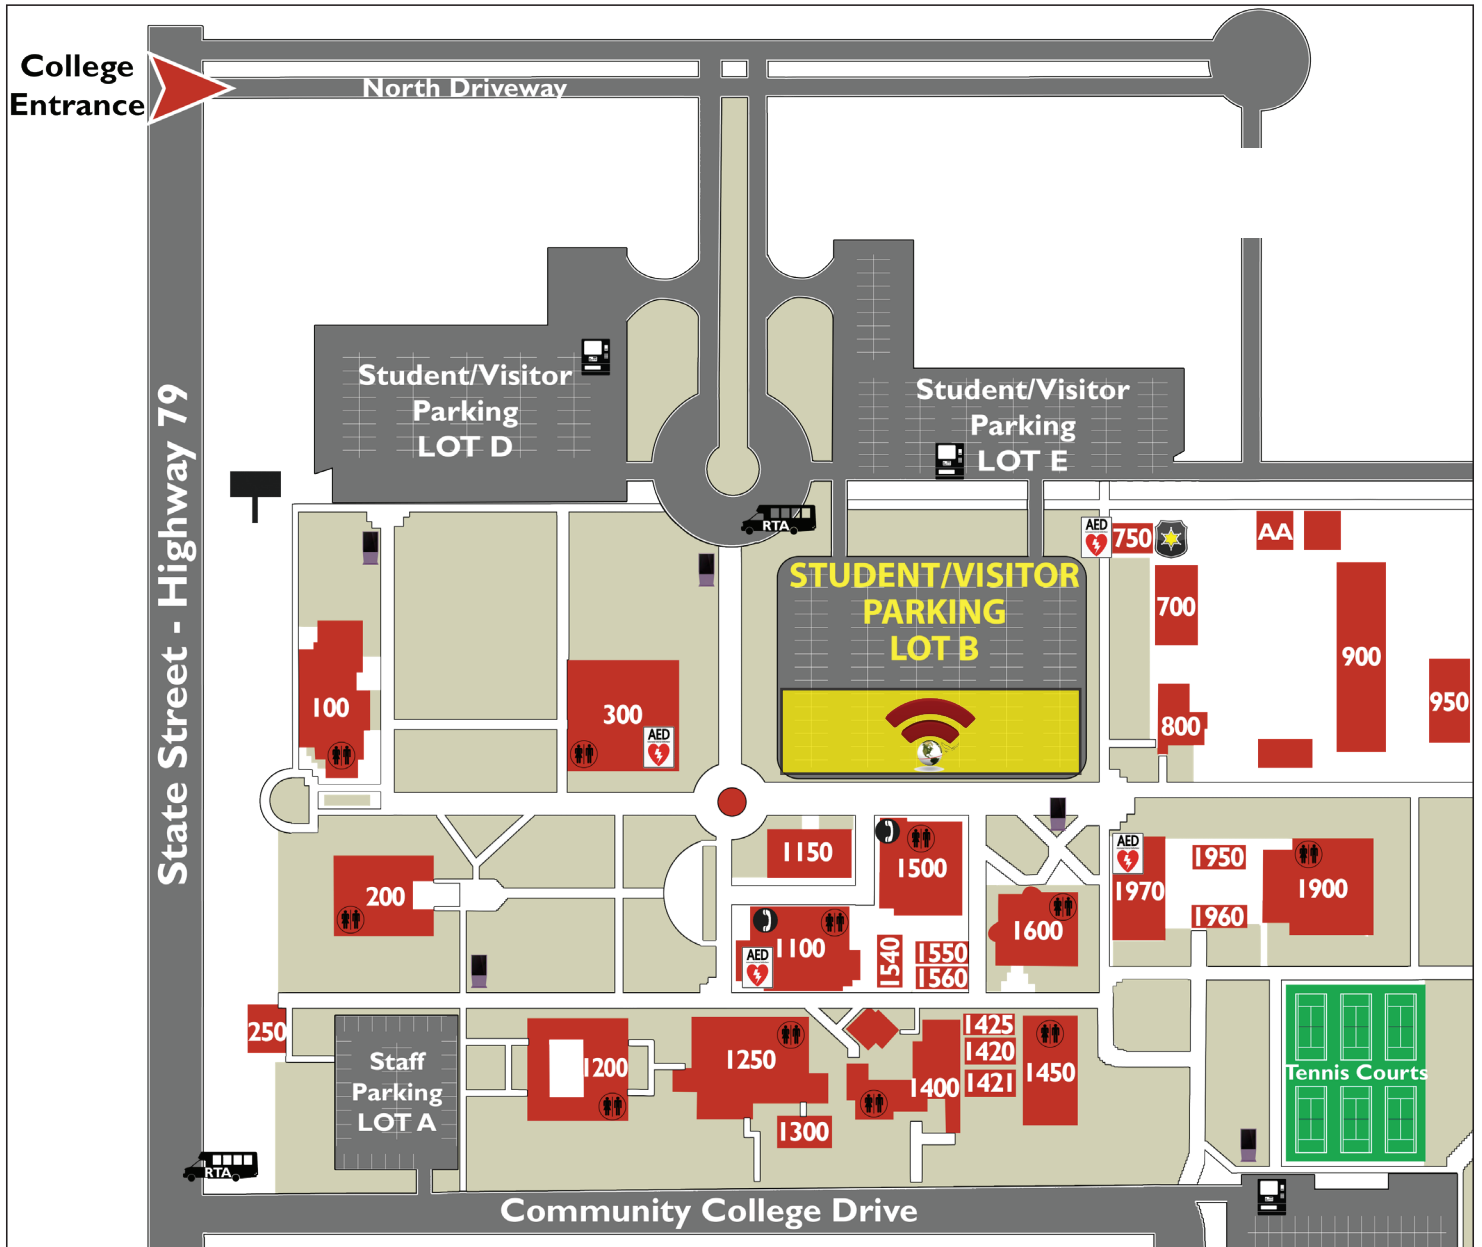 College
Entrance
North Driveway
State Street - Highway 79
Student/Visitor
Parking
LOT D
Student/Visitor
Parking
LOT E
RTA
AED
750
AA
STUDENT/VISITOR
PARKING
LOT B
700
900
950
100
300
AED
800
1150
1500
AED
1970
1950
1900
200
1960
1100
AED
1540
1550
1560
1600
250
Staff
Parking
LOT A
1200
1250
1300
1400
1425
1420
1421
1450
Tennis Courts
RTA
Community College Drive